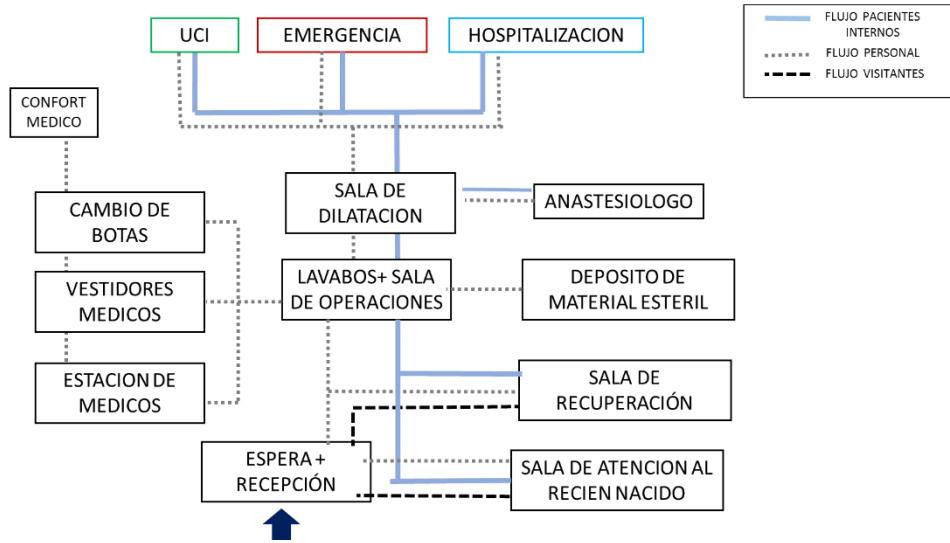 UCI
EMERGENCIA
HOSPITALIZACION
FLUJO PACIENTES
INTERNOS
FLUJO PERSONAL
FLUJO VISITANTES
CONFORT
MEDICO
SALA DE
DILATACION
ANASTESIOLOGO
CAMBIO DE
BOTAS
LAVABOS+ SALA
DE OPERACIONES
DEPOSITO DE
MATERIAL ESTERIL
VESTIDORES
MEDICOS
ESTACION DE
MEDICOS
SALA DE
RECUPERACIÓN
ESPERA +
RECEPCIÓN
SALA DE ATENCION AL
RECIEN NACIDO